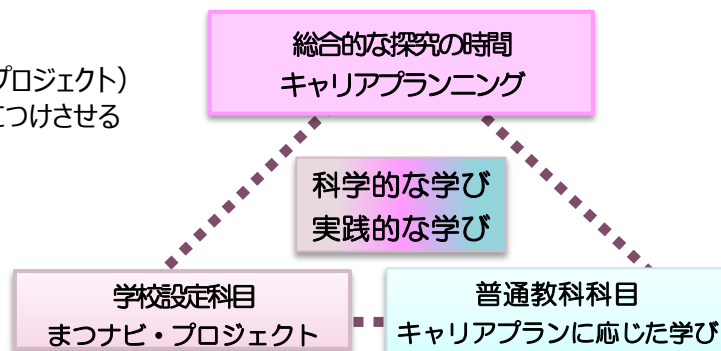 総合的な探究の時間
キャリアプランニング
プロジェクト）
につけさせる
科学的な学び
実践的な学び
学校設定科目
まつナビ・プロジェクト
普通教科科目
キャリアプランに応じた学び